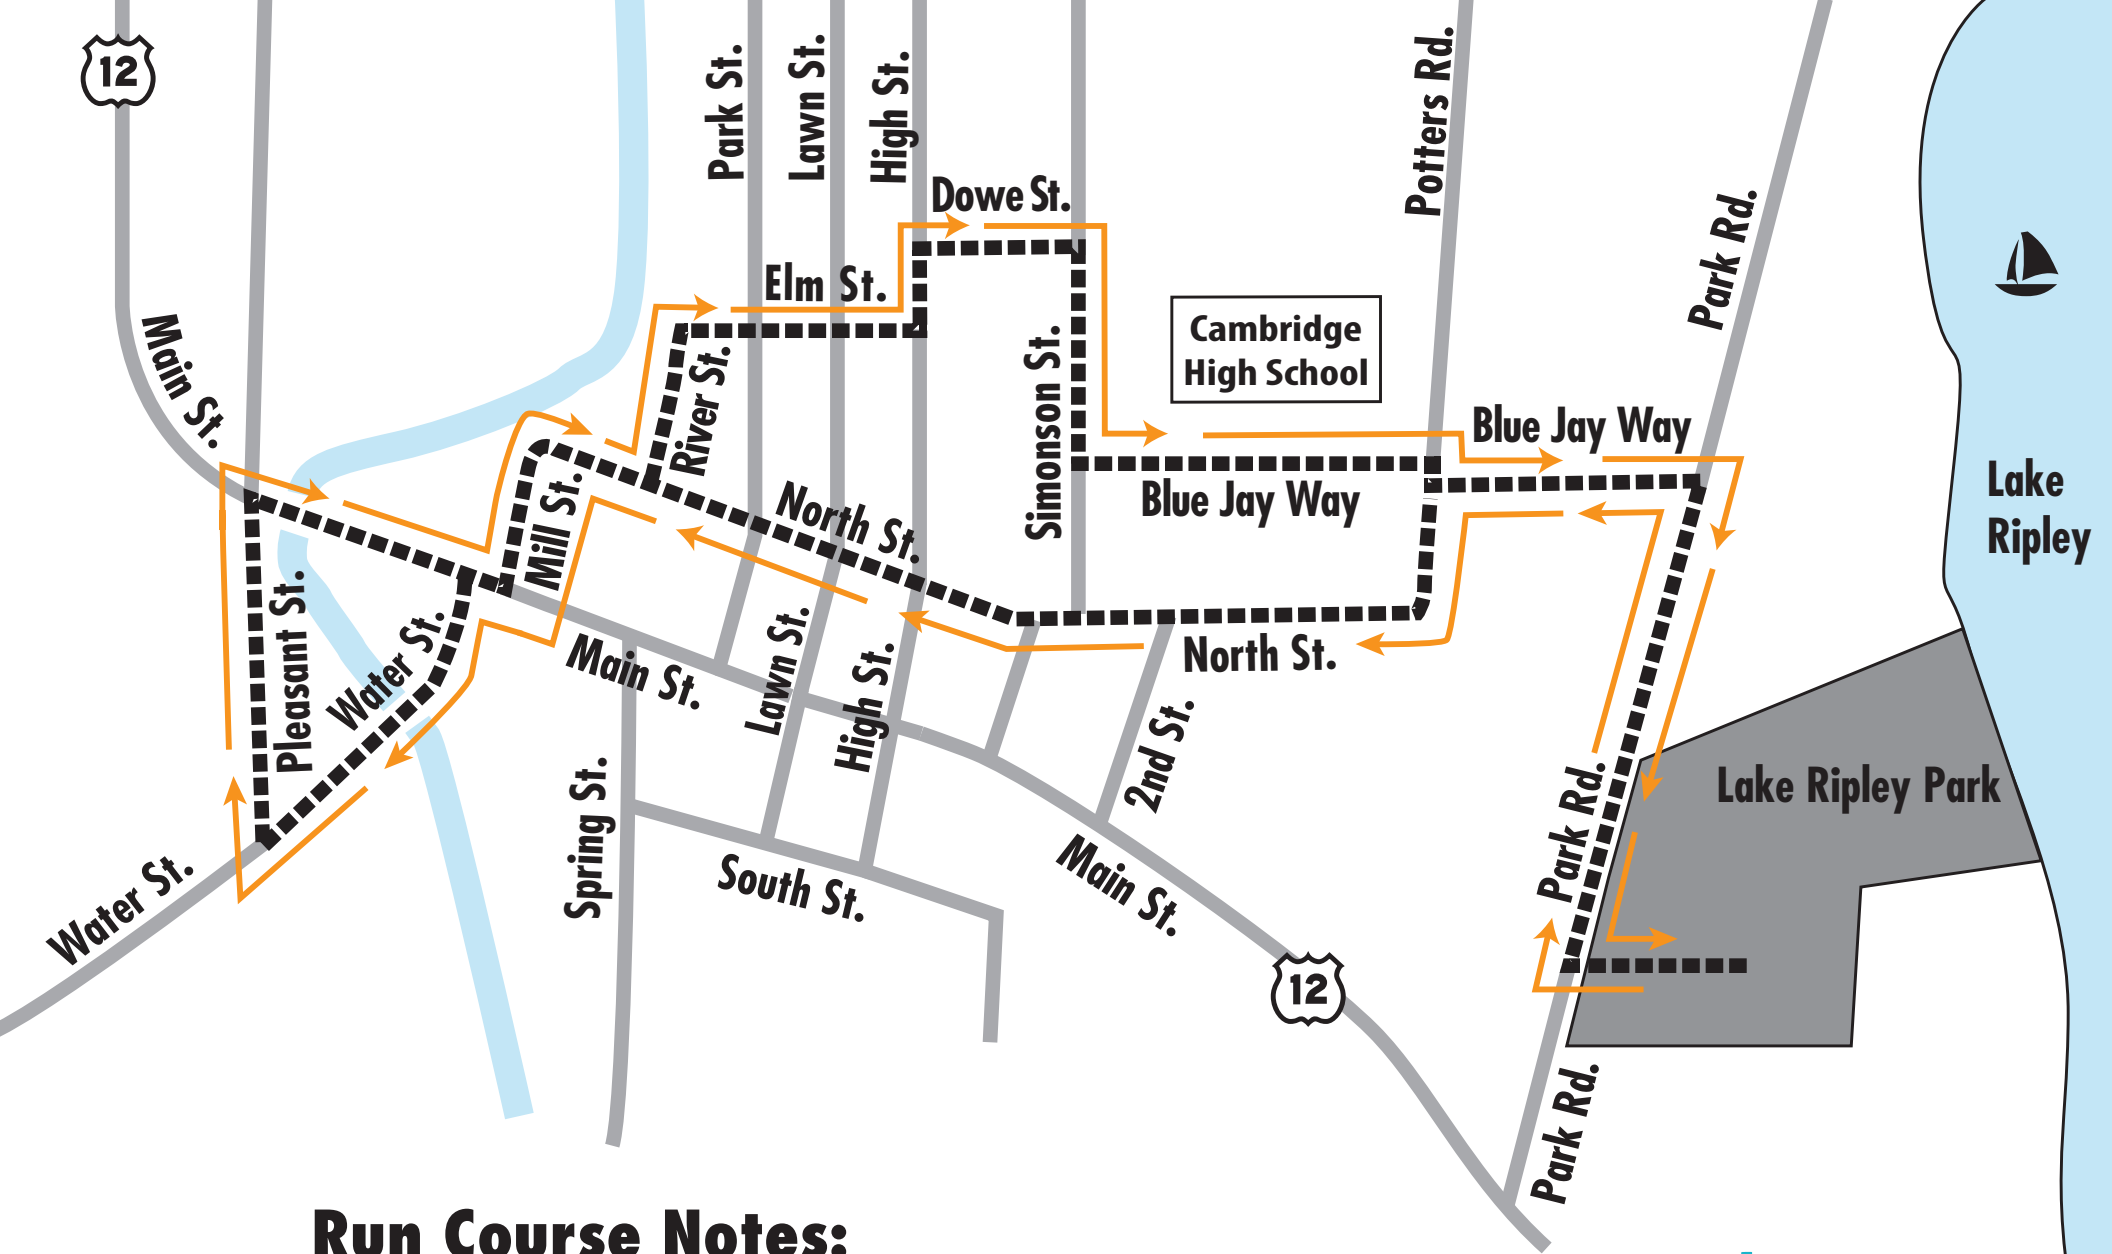 12
Park St.
Lawn St.
High St.
Potters Rd.
Park Rd.
Dowe St.
Elm St.
Main St.
Cambridge
High School
River St.
Simonson St.
Blue Jay Way
Blue Jay Way
Lake
Ripley
Mill St.
North St.
Pleasant St.
Water St.
Main St.
Lawn St.
High St.
North St.
2nd St.
Lake Ripley Park
Park Rd.
Spring St.
South St.
Main St.
Water St.
12
Park Rd.
Run Course Notes: